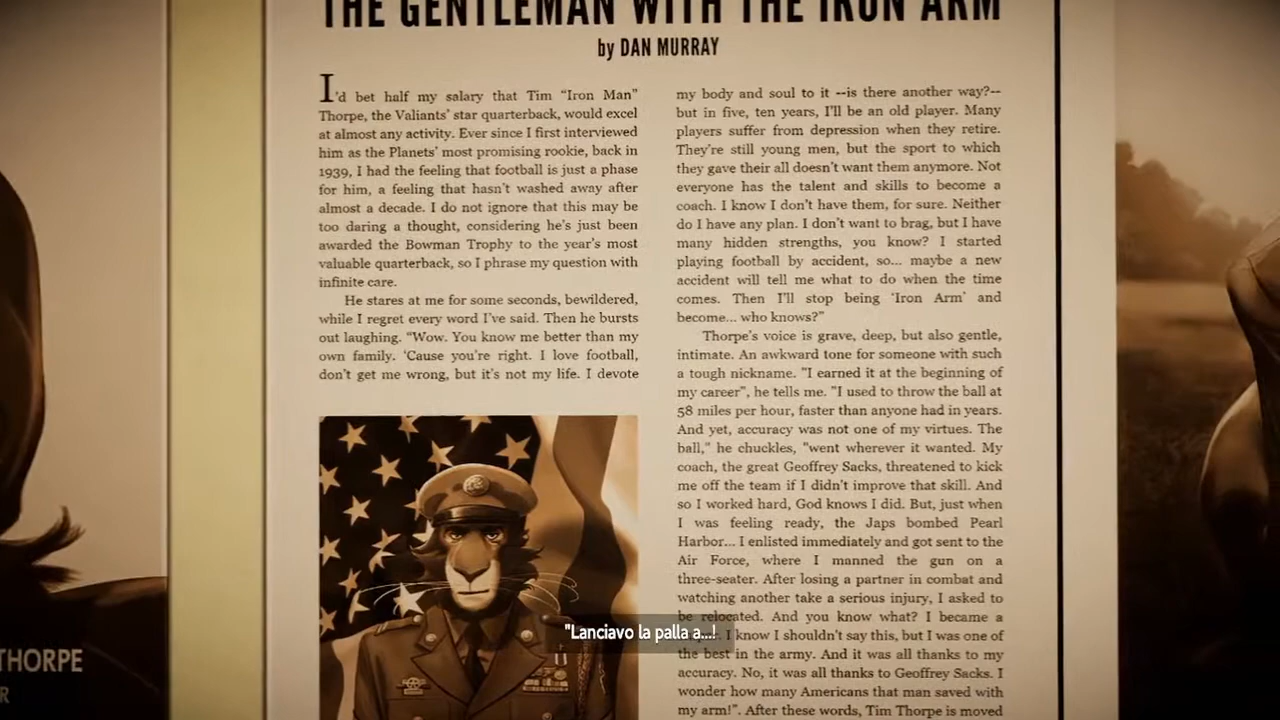 THE GENTLEMAN WITH THE IRON ARM
by DAN MURRAY
I'd bet half my salary that Tim “Iron Man”
Thorpe, the Valiants' star quarterback, would excel
at almost any activity. Ever since I first interviewed
him as the Planets' most promising rookie, back in
1939, I had the feeling that football is just a phase
for him, a feeling that hasn't washed away after
almost a decade. I do not ignore that this may be
too daring a thought, considering he's just been
awarded the Bowman Trophy to the year's most
valuable quarterback, so I phrase my question with
infinite care.
He stares at me for some seconds, bewildered,
while I regret every word I've said. Then he bursts
out laughing. “Wow. You know me better than my
own family. 'Cause you're right. I love football,
don't get me wrong, but it's not my life. I devote
my body and soul to it --is there another way?--
but in five, ten years, I'll be an old player. Many
players suffer from depression when they retire.
They're still young men, but the sport to which
they gave their all doesn't want them anymore. Not
everyone has the talent and skills to become a
coach. I know I don't have them, for sure. Neither
do I have any plan. I don't want to brag, but I have
many hidden strengths, you know? I started
playing football by accident, so... maybe a new
accident will tell me what to do when the time
comes. Then I'll stop being 'Iron Arm' and
become... who knows?”
Thorpe's voice is grave, deep, but also gentle,
intimate. An awkward tone for someone with such
a tough nickname. "I earned it at the beginning of
my career", he tells me. "I used to throw the ball at
58 miles per hour, faster than anyone had in years.
And yet, accuracy was not one of my virtues. The
ball," he chuckles, "went wherever it wanted. My
coach, the great Geoffrey Sacks, threatened to kick
me off the team if I didn't improve that skill. And
so I worked hard, God knows I did. But, just when
I was feeling ready, the Japs bombed Pearl
Harbor... I enlisted immediately and got sent to the
Air Force, where I manned the gun on a
three-seater. After losing a partner in combat and
watching another take a serious injury, I asked to
be relocated. And you know what? I became a
I know I shouldn't say this, but I was one of
the best in the army. And it was all thanks to my
accuracy. No, it was all thanks to Geoffrey Sacks. I
wonder how many Americans that man saved with
my arm!”. After these words, Tim Thorpe is moved
THORPE
R
"Lanciavo la palla a...!